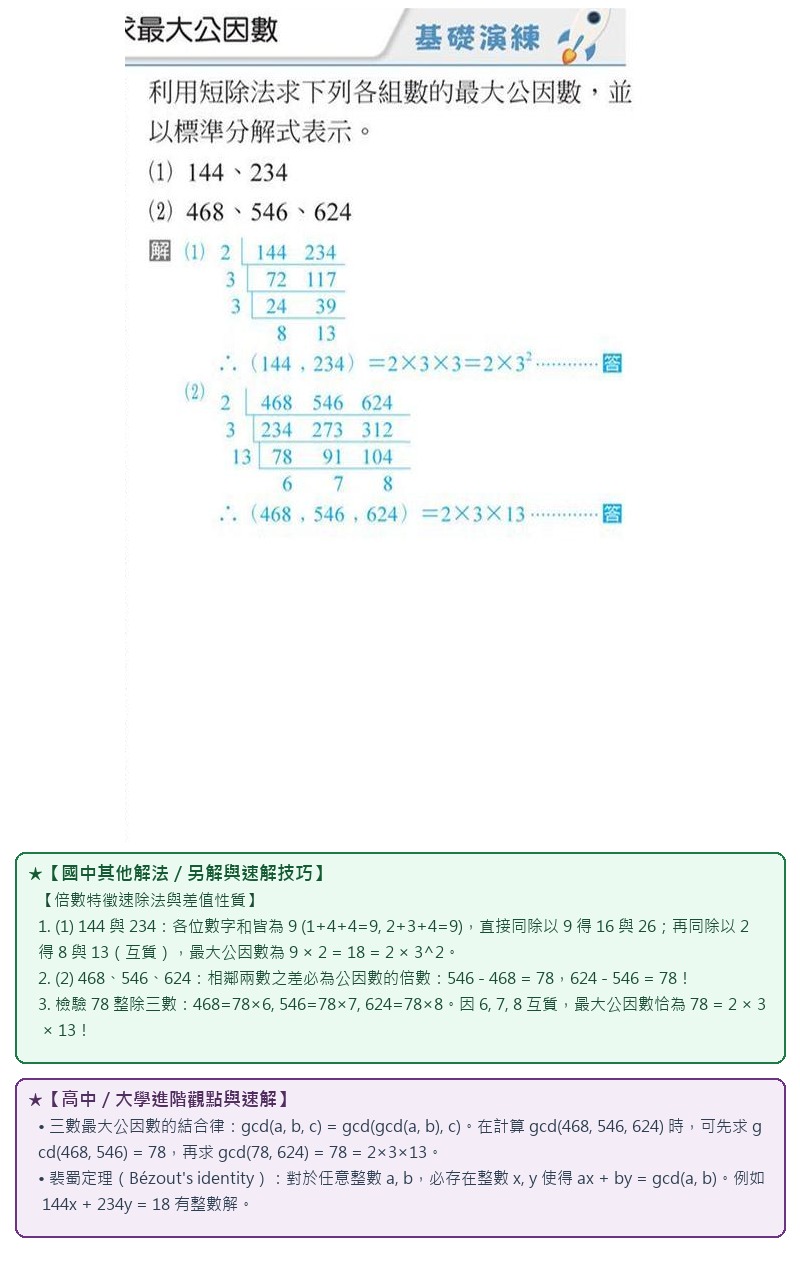 求最大公因數
基礎演練
利用短除法求下列各組數的最大公因數，並
以標準分解式表示。
(1) 144、234
(2) 468、546、624
解 (1) 2 144 234
3 72 117
3 24 39
8 13
∴（144，234）＝2×3×3＝2×3²………… 答
(2) 2 468 546 624
3 234 273 312
13 78 91 104
6 7 8
∴（468，546，624）＝2×3×13………… 答
★【國中其他解法 / 另解與速解技巧】
【倍數特徵速除法與差值性質】
1. (1) 144 與 234：各位數字和皆為 9 (1+4+4=9, 2+3+4=9)，直接同除以 9 得 16 與 26；再同除以 2
得 8 與 13（互質），最大公因數為 9 × 2 = 18 = 2 × 3^2。
2. (2) 468、546、624：相鄰兩數之差必為公因數的倍數：546 - 468 = 78，624 - 546 = 78！
3. 檢驗 78 整除三數：468=78×6, 546=78×7, 624=78×8。因 6, 7, 8 互質，最大公因數恰為 78 = 2 × 3
× 13！
★【高中 / 大學進階觀點與速解】
• 三數最大公因數的結合律：gcd(a, b, c) = gcd(gcd(a, b), c)。在計算 gcd(468, 546, 624) 時，可先求 g
cd(468, 546) = 78，再求 gcd(78, 624) = 78 = 2×3×13。
• 裴蜀定理（Bézout's identity）：對於任意整數 a, b，必存在整數 x, y 使得 ax + by = gcd(a, b)。例如
144x + 234y = 18 有整數解。